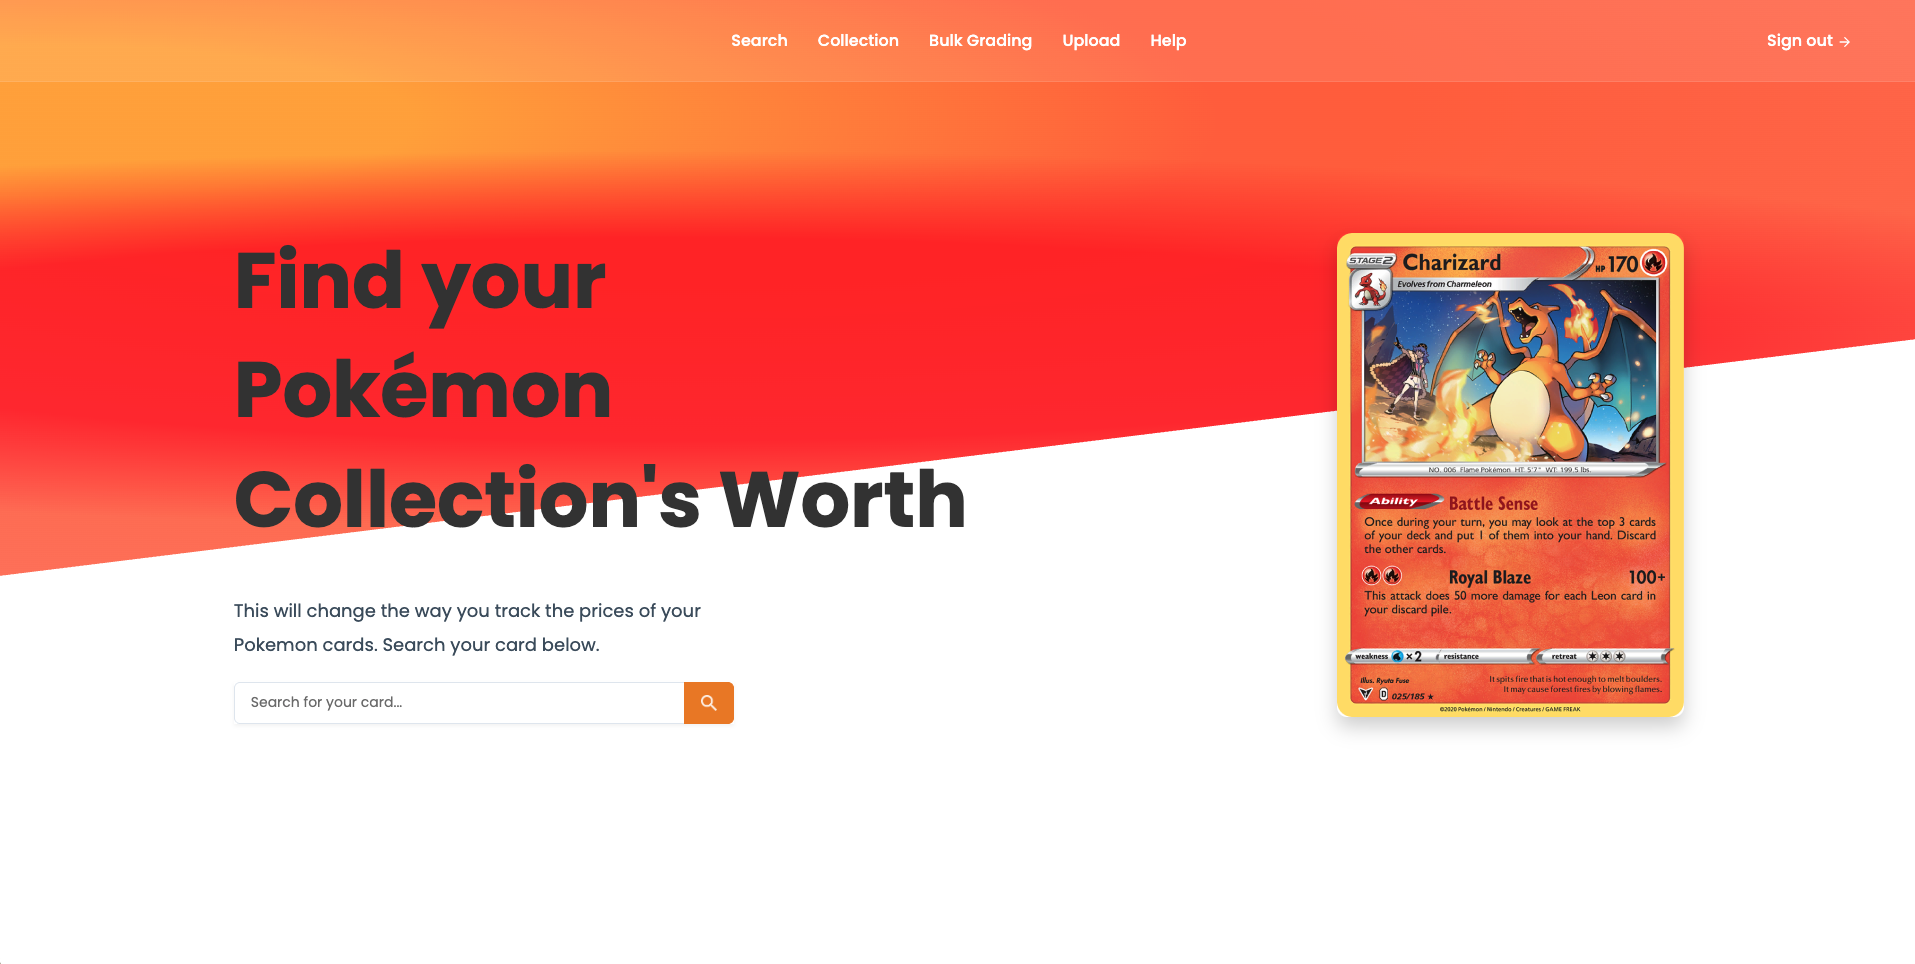 Search Collection Bulk Grading Upload Help Sign out →
Find your
Pokémon
Collection's Worth
This will change the way you track the prices of your
Pokemon cards. Search your card below.
Search for your card...
STAGE 2 Charizard HP 170
Evolves from Charmeleon
NO. 006 Flame Pokémon HT: 5'7" WT: 199.5 lbs.
Ability Battle Sense
Once during your turn, you may look at the top 3 cards
of your deck and put 1 of them into your hand. Discard
the other cards.
Royal Blaze 100+
This attack does 50 more damage for each Leon card in
your discard pile.
weakness ×2 resistance retreat
Illus. Ryuta Fuse
It spits fire that is hot enough to melt boulders.
It may cause forest fires by blowing flames.
D 025/185 ★
©2020 Pokémon / Nintendo / Creatures / GAME FREAK